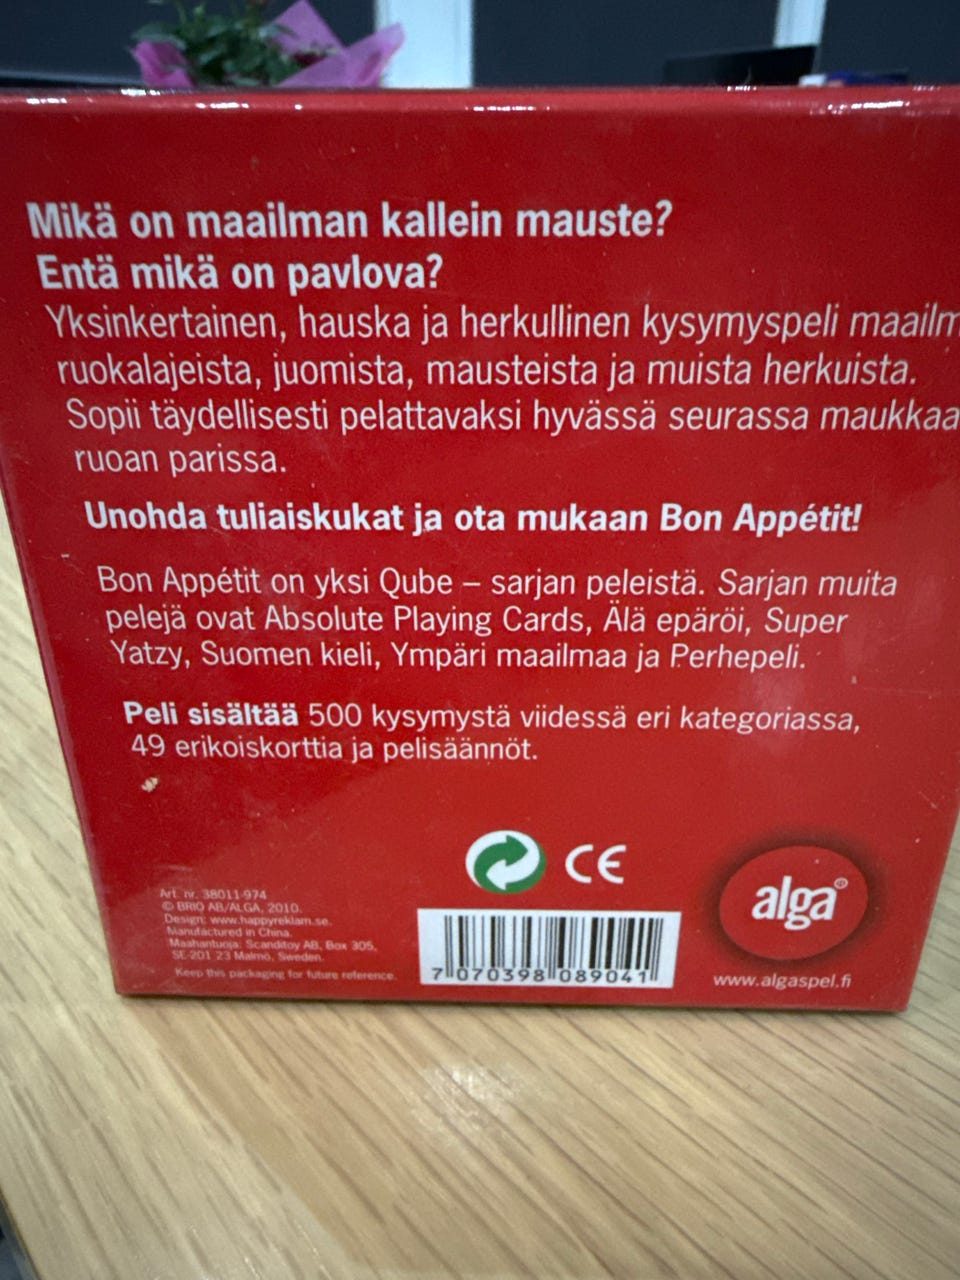 Mikä on maailman kallein mauste?
Entä mikä on pavlova?
Yksinkertainen, hauska ja herkullinen kysymyspeli maailm
ruokalajeista, juomista, mausteista ja muista herkuista.
Sopii täydellisesti pelattavaksi hyvässä seurassa maukkaa
ruoan parissa.
Unohda tuliaiskukat ja ota mukaan Bon Appétit!
Bon Appétit on yksi Qube – sarjan peleistä. Sarjan muita
pelejä ovat Absolute Playing Cards, Älä epäröi, Super
Yatzy, Suomen kieli, Ympäri maailmaa ja Perhepeli.
Peli sisältää 500 kysymystä viidessä eri kategoriassa,
49 erikoiskorttia ja pelisäännöt.
CE
Art. nr. 38011-974
© BRIO AB/ALGA, 2010.
Design: www.happyreklam.se.
Manufactured in China.
Maahantuoja: Scanditoy AB, Box 305,
SE-201 23 Malmö, Sweden.
Keep this packaging for future reference.
7 070398 089041
alga®
www.algaspel.fi